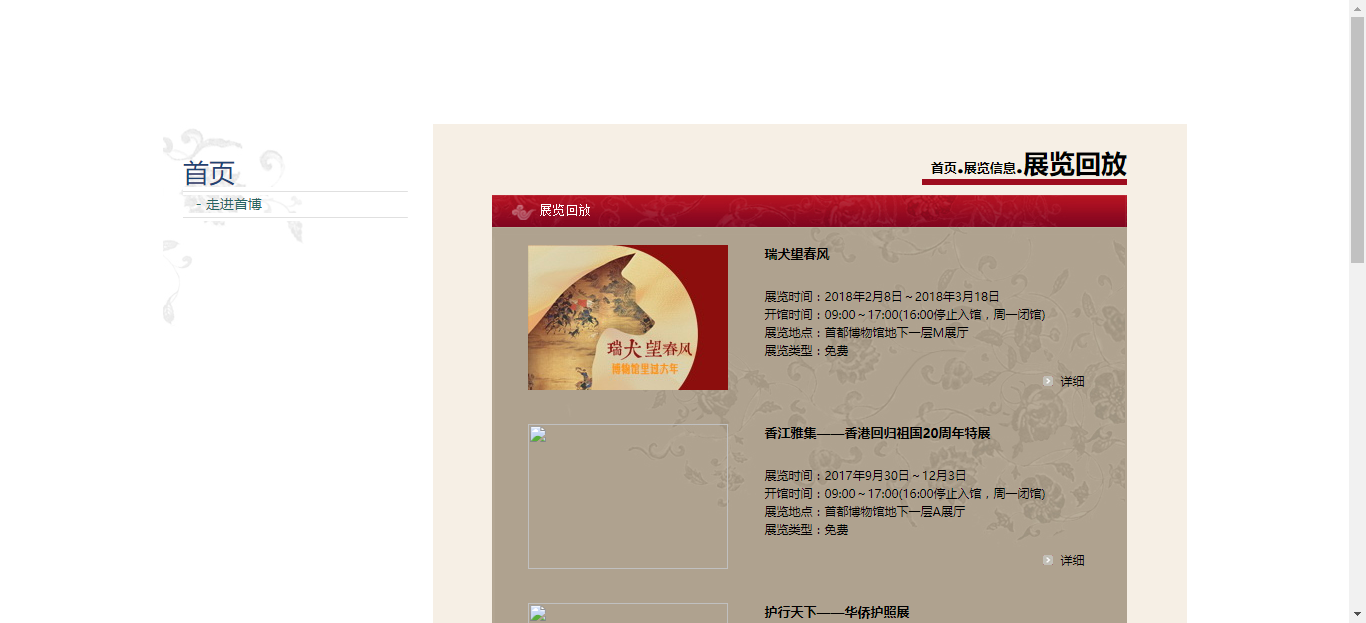 首页
- 走进首博
首页.展览信息.展览回放
展览回放
瑞犬望春风
博物馆里过大年
瑞犬望春风
展览时间：2018年2月8日～2018年3月18日
开馆时间：09:00～17:00(16:00停止入馆，周一闭馆)
展览地点：首都博物馆地下一层M展厅
展览类型：免费
详细
香江雅集——香港回归祖国20周年特展
展览时间：2017年9月30日～12月3日
开馆时间：09:00～17:00(16:00停止入馆，周一闭馆)
展览地点：首都博物馆地下一层A展厅
展览类型：免费
详细
护行天下——华侨护照展